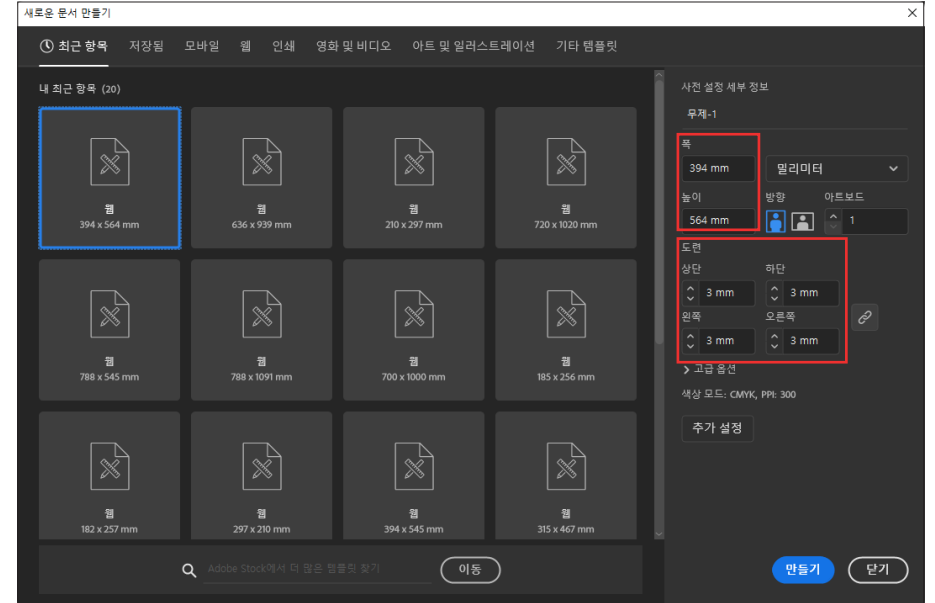 새로운 문서 만들기
최근 항목 저장됨 모바일 웹 인쇄 영화 및 비디오 아트 및 일러스트레이션 기타 템플릿
내 최근 항목 (20)
웹
394 x 564 mm
웹
636 x 939 mm
웹
210 x 297 mm
웹
720 x 1020 mm
웹
788 x 545 mm
웹
788 x 1091 mm
웹
700 x 1000 mm
웹
185 x 256 mm
웹
182 x 257 mm
웹
297 x 210 mm
웹
394 x 545 mm
웹
315 x 467 mm
Adobe Stock에서 더 많은 템플릿 찾기
이동
사전 설정 세부 정보
무제-1
폭
394 mm 밀리미터
높이 방향 아트보드
564 mm 1
도련
상단 하단
3 mm 3 mm
왼쪽 오른쪽
3 mm 3 mm
고급 옵션
색상 모드: CMYK, PPI: 300
추가 설정
만들기 닫기